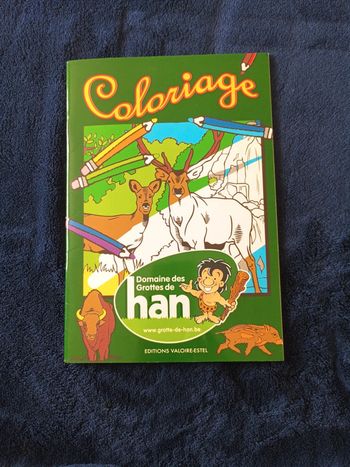 Coloriage
Domaine des
Grottes de
han
www.grotte-de-han.be
EDITIONS VALOIRE-ESTEL